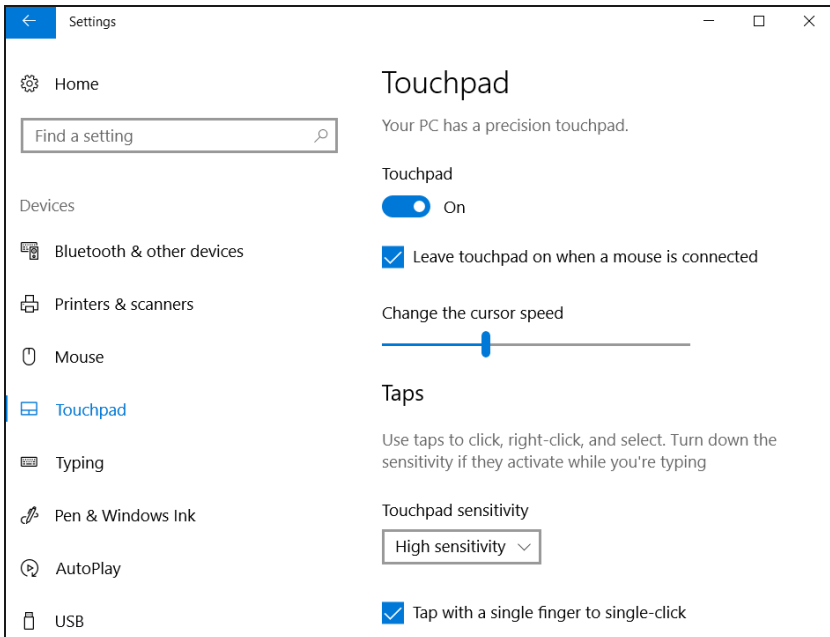 Settings
Home
Find a setting
Devices
Bluetooth & other devices
Printers & scanners
Mouse
Touchpad
Typing
Pen & Windows Ink
AutoPlay
USB
Touchpad
Your PC has a precision touchpad.
Touchpad
On
Leave touchpad on when a mouse is connected
Change the cursor speed
Taps
Use taps to click, right-click, and select. Turn down the
sensitivity if they activate while you're typing
Touchpad sensitivity
High sensitivity
Tap with a single finger to single-click